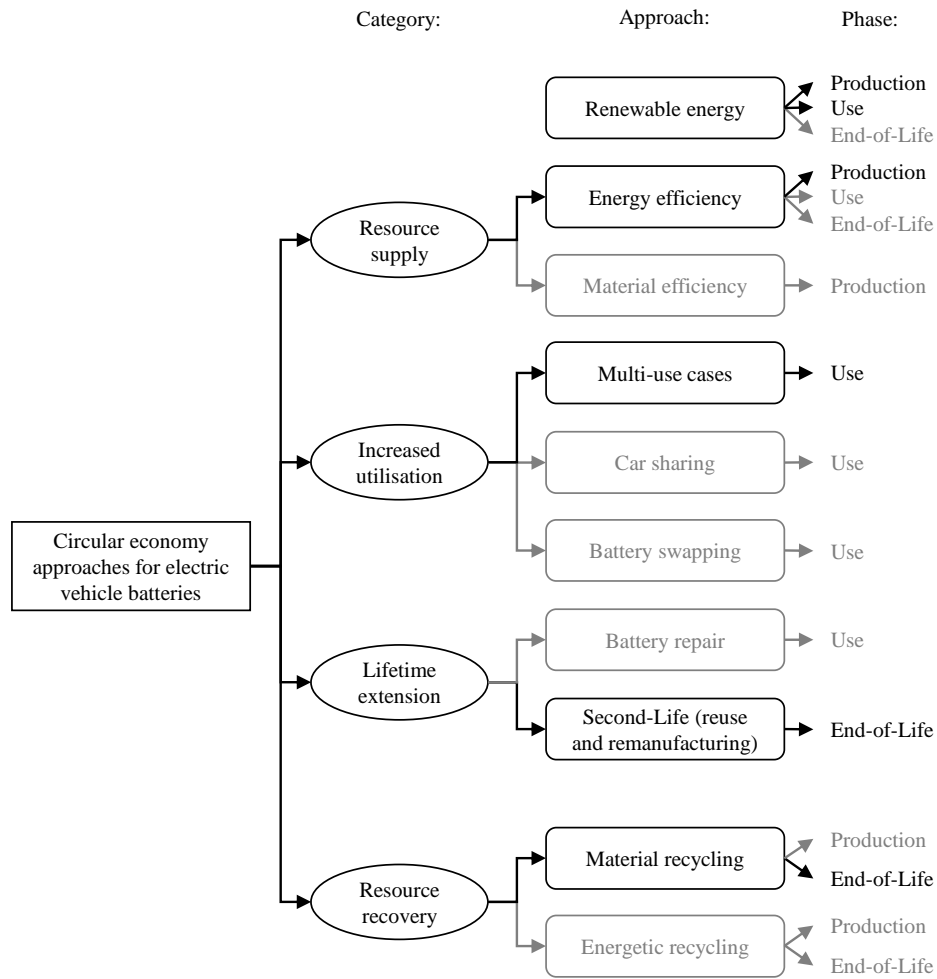 Category:
Approach:
Phase:
Renewable energy
Production
Use
End-of-Life
Resource
supply
Energy efficiency
Production
Use
End-of-Life
Material efficiency
Production
Increased
utilisation
Multi-use cases
Use
Car sharing
Use
Battery swapping
Use
Circular economy
approaches for electric
vehicle batteries
Lifetime
extension
Battery repair
Use
Second-Life (reuse
and remanufacturing)
End-of-Life
Resource
recovery
Material recycling
Production
End-of-Life
Energetic recycling
Production
End-of-Life